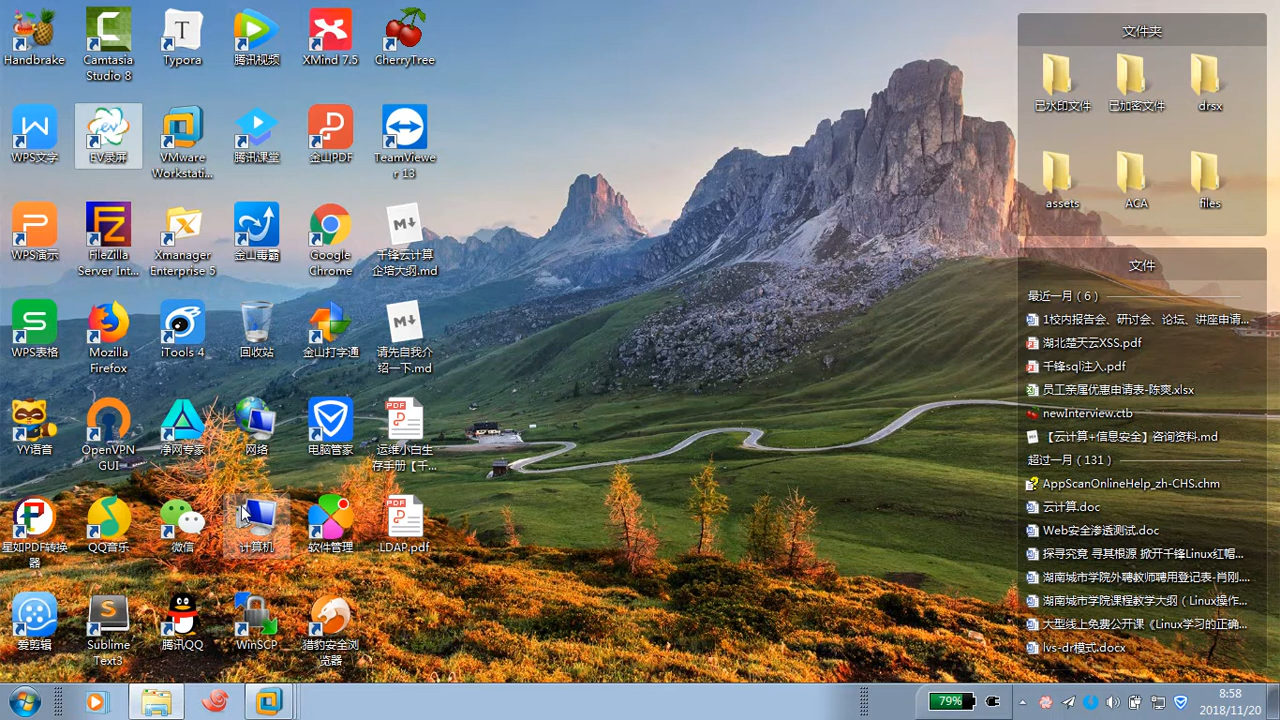 Handbrake
Camtasia
Studio 8
Typora
腾讯视频
XMind 7.5
CherryTree
WPS文字
EV录屏
VMware
Workstati...
腾讯课堂
金山PDF
TeamViewe
r 13
WPS演示
FileZilla
Server Int...
Xmanager
Enterprise 5
金山毒霸
Google
Chrome
千锋云计算
企培大纲.md
WPS表格
Mozilla
Firefox
iTools 4
回收站
金山打字通
请先自我介
绍一下.md
YY语音
OpenVPN
GUI
净网专家
网络
电脑管家
运维小白生
存手册【千...
星如PDF转换
器
QQ音乐
微信
计算机
软件管理
LDAP.pdf
爱剪辑
Sublime
Text3
腾讯QQ
WinSCP
猎豹安全浏
览器
文件夹
已水印文件
已加密文件
drsx
assets
ACA
files
文件
最近一月 ( 6 )
1校内报告会、研讨会、论坛、讲座申请...
湖北楚天云XSS.pdf
千锋sql注入.pdf
员工亲属优惠申请表-陈爽.xlsx
newInterview.ctb
【云计算+信息安全】咨询资料.md
超过一月 ( 131 )
AppScanOnlineHelp_zh-CHS.chm
云计算.doc
Web安全渗透测试.doc
探寻究竟 寻其根源 掀开千锋Linux红帽...
湖南城市学院外聘教师聘用登记表-肖刚....
湖南城市学院课程教学大纲（Linux操作...
大型线上免费公开课《Linux学习的正确...
lvs-dr模式.docx
79%
8:58
2018/11/20